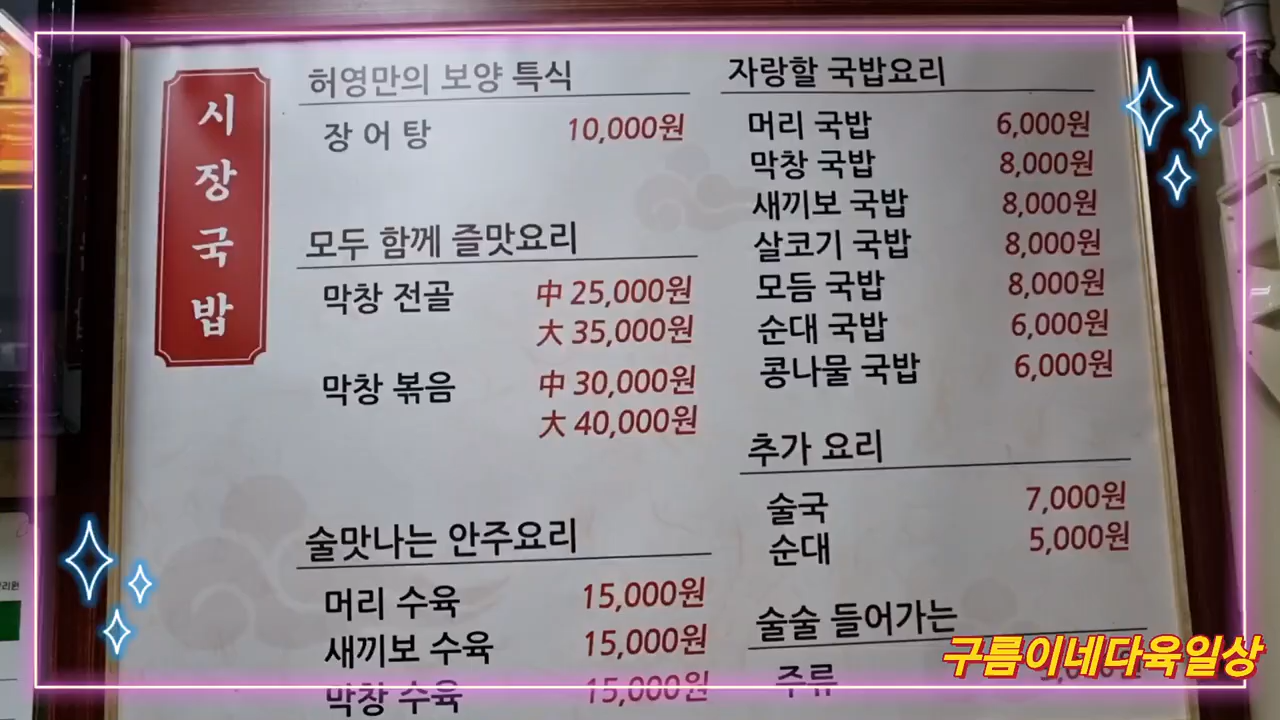 시장국밥
허영만의 보양 특식
장 어 탕 10,000원
모두 함께 즐맛요리
막창 전골 中 25,000원
大 35,000원
막창 볶음 中 30,000원
大 40,000원
술맛나는 안주요리
머리 수육 15,000원
새끼보 수육 15,000원
막창 수육 15,000원
자랑할 국밥요리
머리 국밥 6,000원
막창 국밥 8,000원
새끼보 국밥 8,000원
살코기 국밥 8,000원
모듬 국밥 8,000원
순대 국밥 6,000원
콩나물 국밥 6,000원
추가 요리
술국 7,000원
순대 5,000원
술술 들어가는
주류
구름이네다육일상